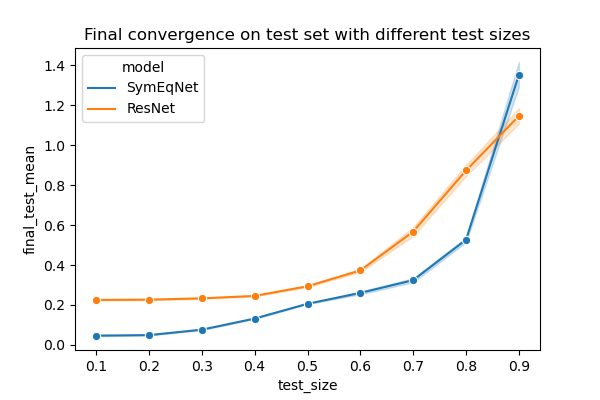 Final convergence on test set with different test sizes
model
SymEqNet
ResNet
final_test_mean
1.4
1.2
1.0
0.8
0.6
0.4
0.2
0.0
0.1 0.2 0.3 0.4 0.5 0.6 0.7 0.8 0.9
test_size